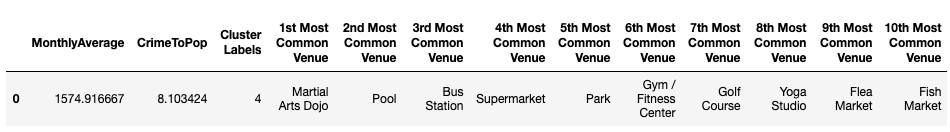 MonthlyAverage CrimeToPop Cluster Labels 1st Most Common Venue 2nd Most Common Venue 3rd Most Common Venue 4th Most Common Venue 5th Most Common Venue 6th Most Common Venue 7th Most Common Venue 8th Most Common Venue 9th Most Common Venue 10th Most Common Venue
0 1574.916667 8.103424 4 Martial Arts Dojo Pool Bus Station Supermarket Park Gym / Fitness Center Golf Course Yoga Studio Flea Market Fish Market